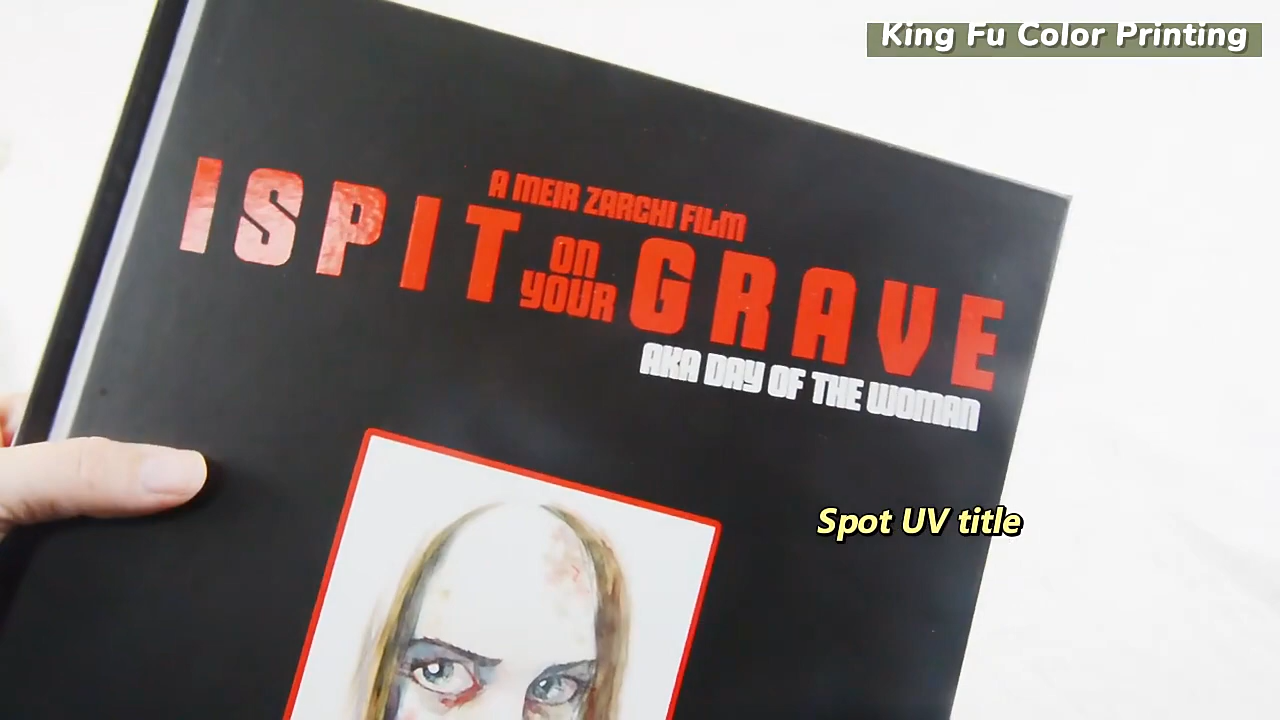 King Fu Color Printing
A MEIR ZARCHI FILM
I SPIT ON YOUR GRAVE
AKA DAY OF THE WOMAN
Spot UV title